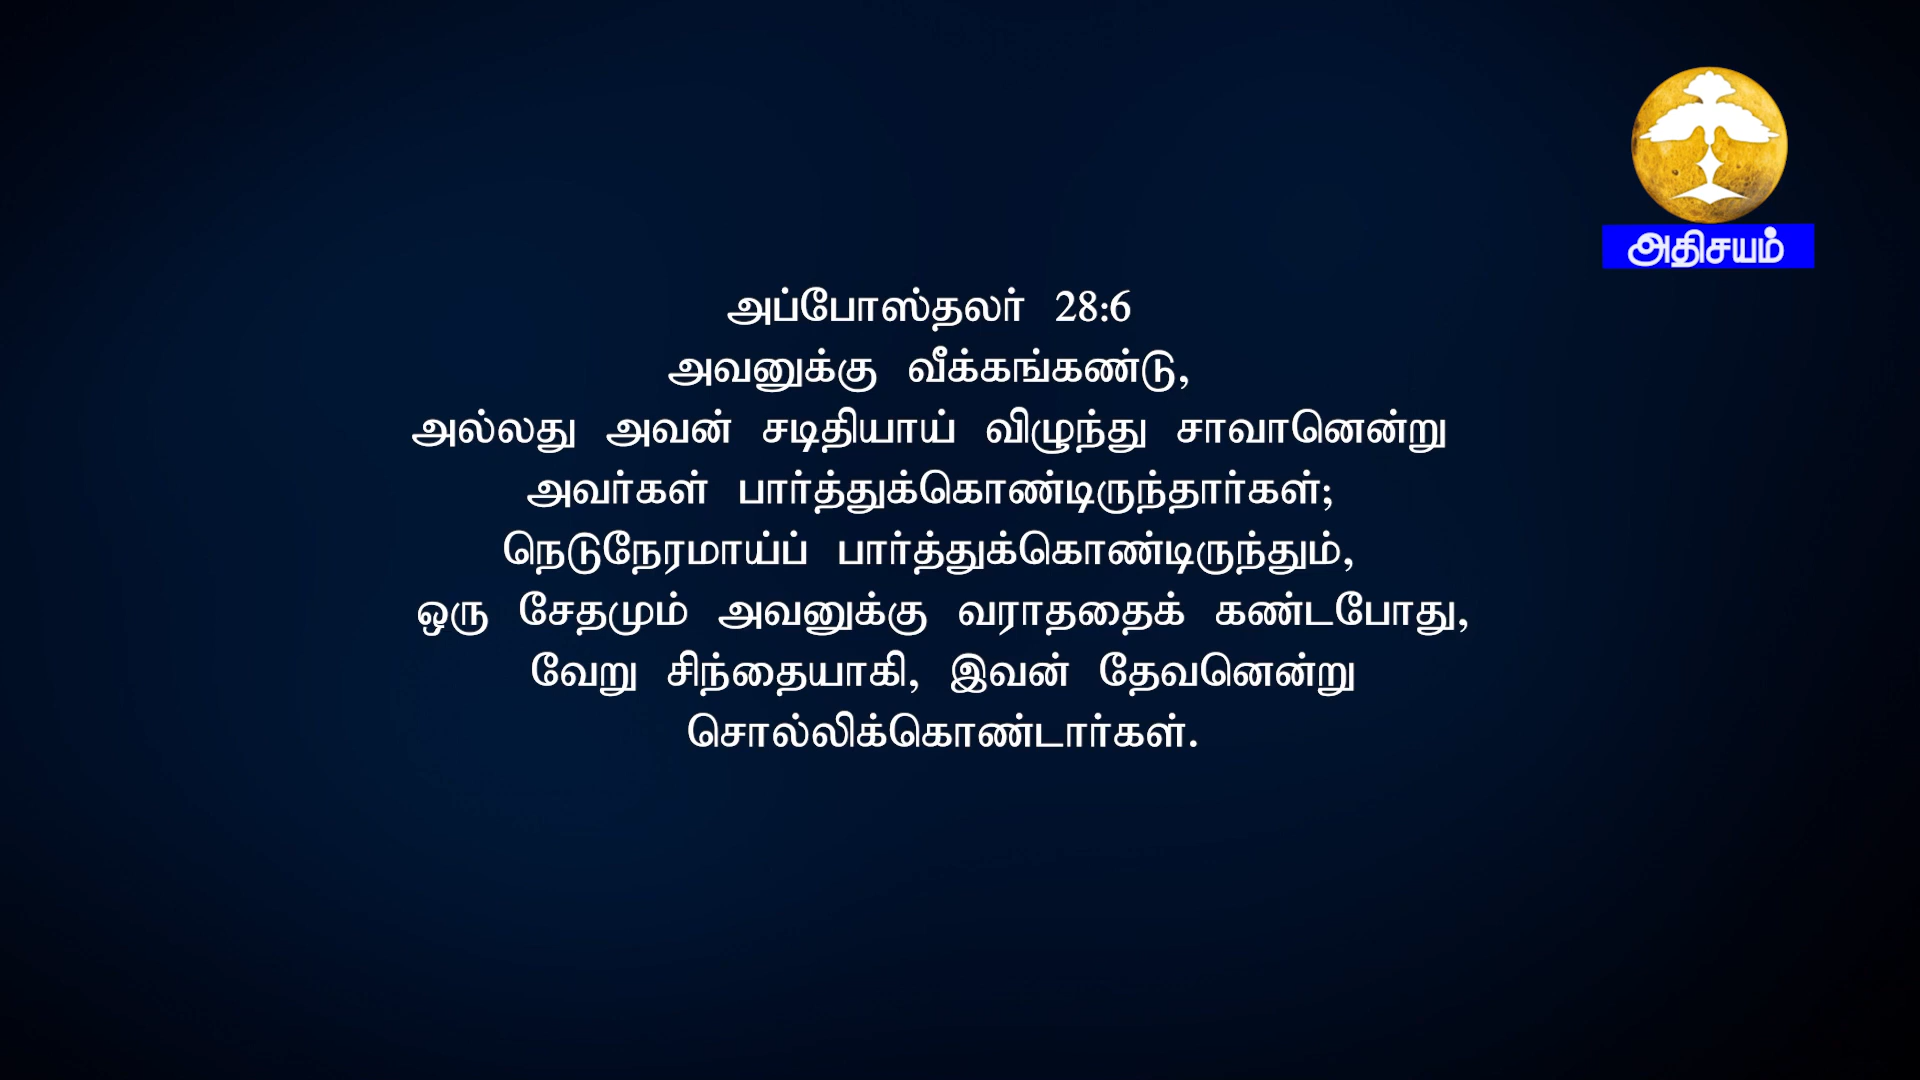 அதிசயம்
அப்போஸ்தலர் 28:6
அவனுக்கு வீக்கங்கண்டு,
அல்லது அவன் சடிதியாய் விழுந்து சாவானென்று
அவர்கள் பார்த்துக்கொண்டிருந்தார்கள்;
நெடுநேரமாய்ப் பார்த்துக்கொண்டிருந்தும்,
ஒரு சேதமும் அவனுக்கு வராததைக் கண்டபோது,
வேறு சிந்தையாகி, இவன் தேவனென்று
சொல்லிக்கொண்டார்கள்.